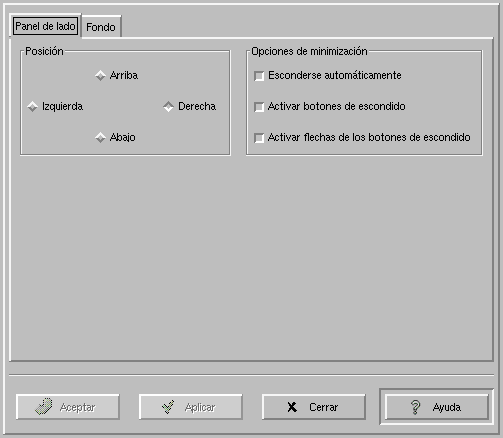 Panel de lado Fondo
Posición
Arriba
Izquierda Derecha
Abajo
Opciones de minimización
Esconderse automáticamente
Activar botones de escondido
Activar flechas de los botones de escondido
Aceptar Aplicar Cerrar Ayuda